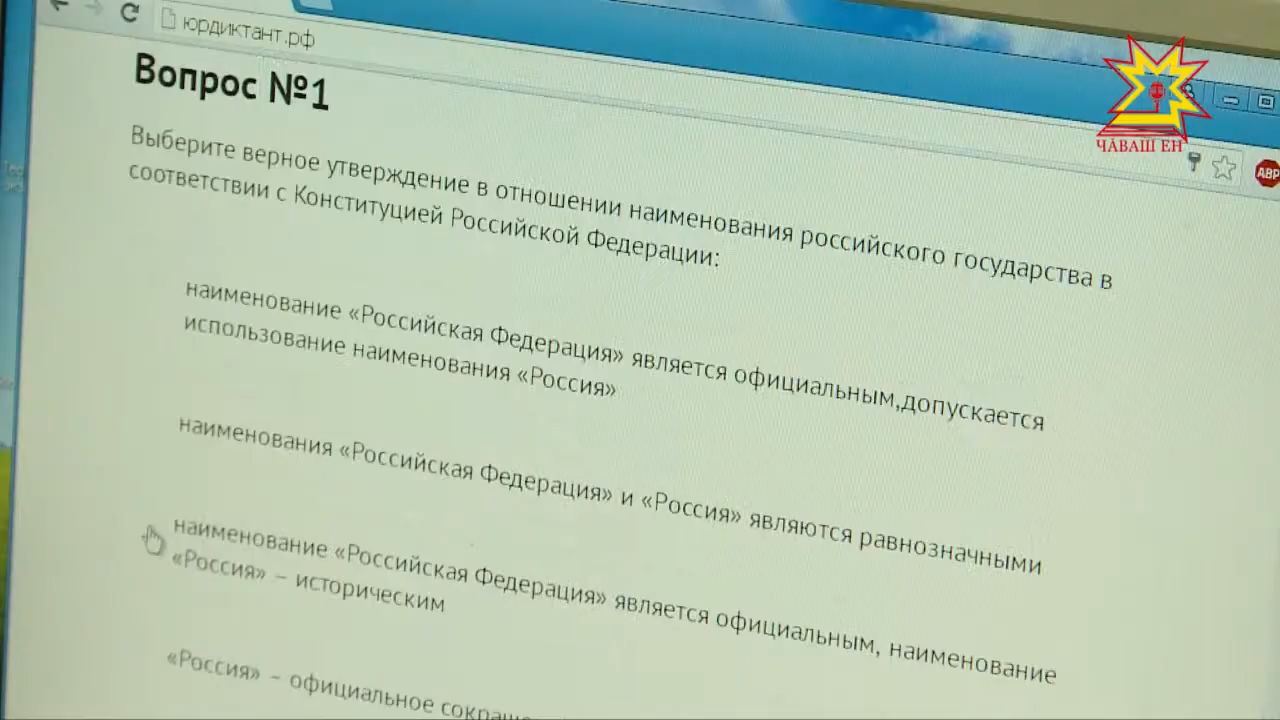 юрдиктант.рф
Вопрос №1
ЧӐВАШ ЕН
ABP
Выберите верное утверждение в отношении наименования российского государства в
соответствии с Конституцией Российской Федерации:
наименование «Российская Федерация» является официальным,допускается
использование наименования «Россия»
наименования «Российская Федерация» и «Россия» являются равнозначными
наименование «Российская Федерация» является официальным, наименование
«Россия» – историческим
«Россия» – официальное